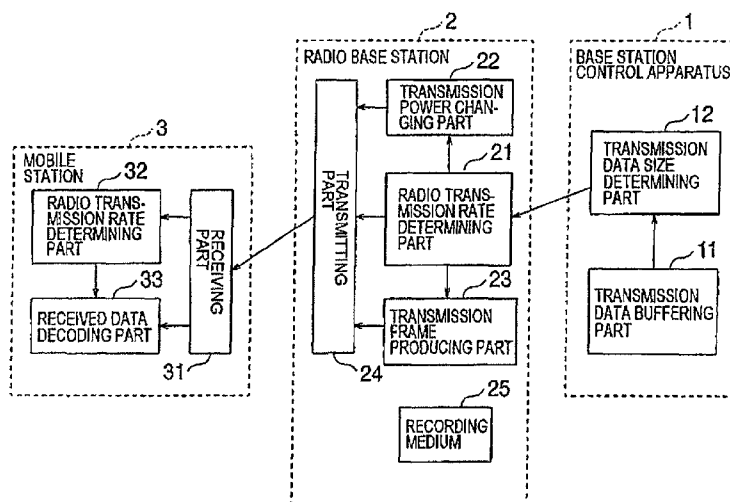 1
BASE STATION
CONTROL APPARATUS
12
TRANSMISSION
DATA SIZE
DETERMINING
PART
11
TRANSMISSION
DATA BUFFERING
PART
2
RADIO BASE STATION
22
TRANSMISSION
POWER CHAN-
GING PART
21
RADIO TRANS-
MISSION RATE
DETERMINING
PART
23
TRANSMISSION
FRAME
PRODUCING PART
TRANSMITTING
PART
24
25
RECORDING
MEDIUM
3
MOBILE
STATION
32
RADIO TRANS-
MISSION RATE
DETERMINING
PART
33
RECEIVED DATA
DECODING PART
RECEIVING
PART
31